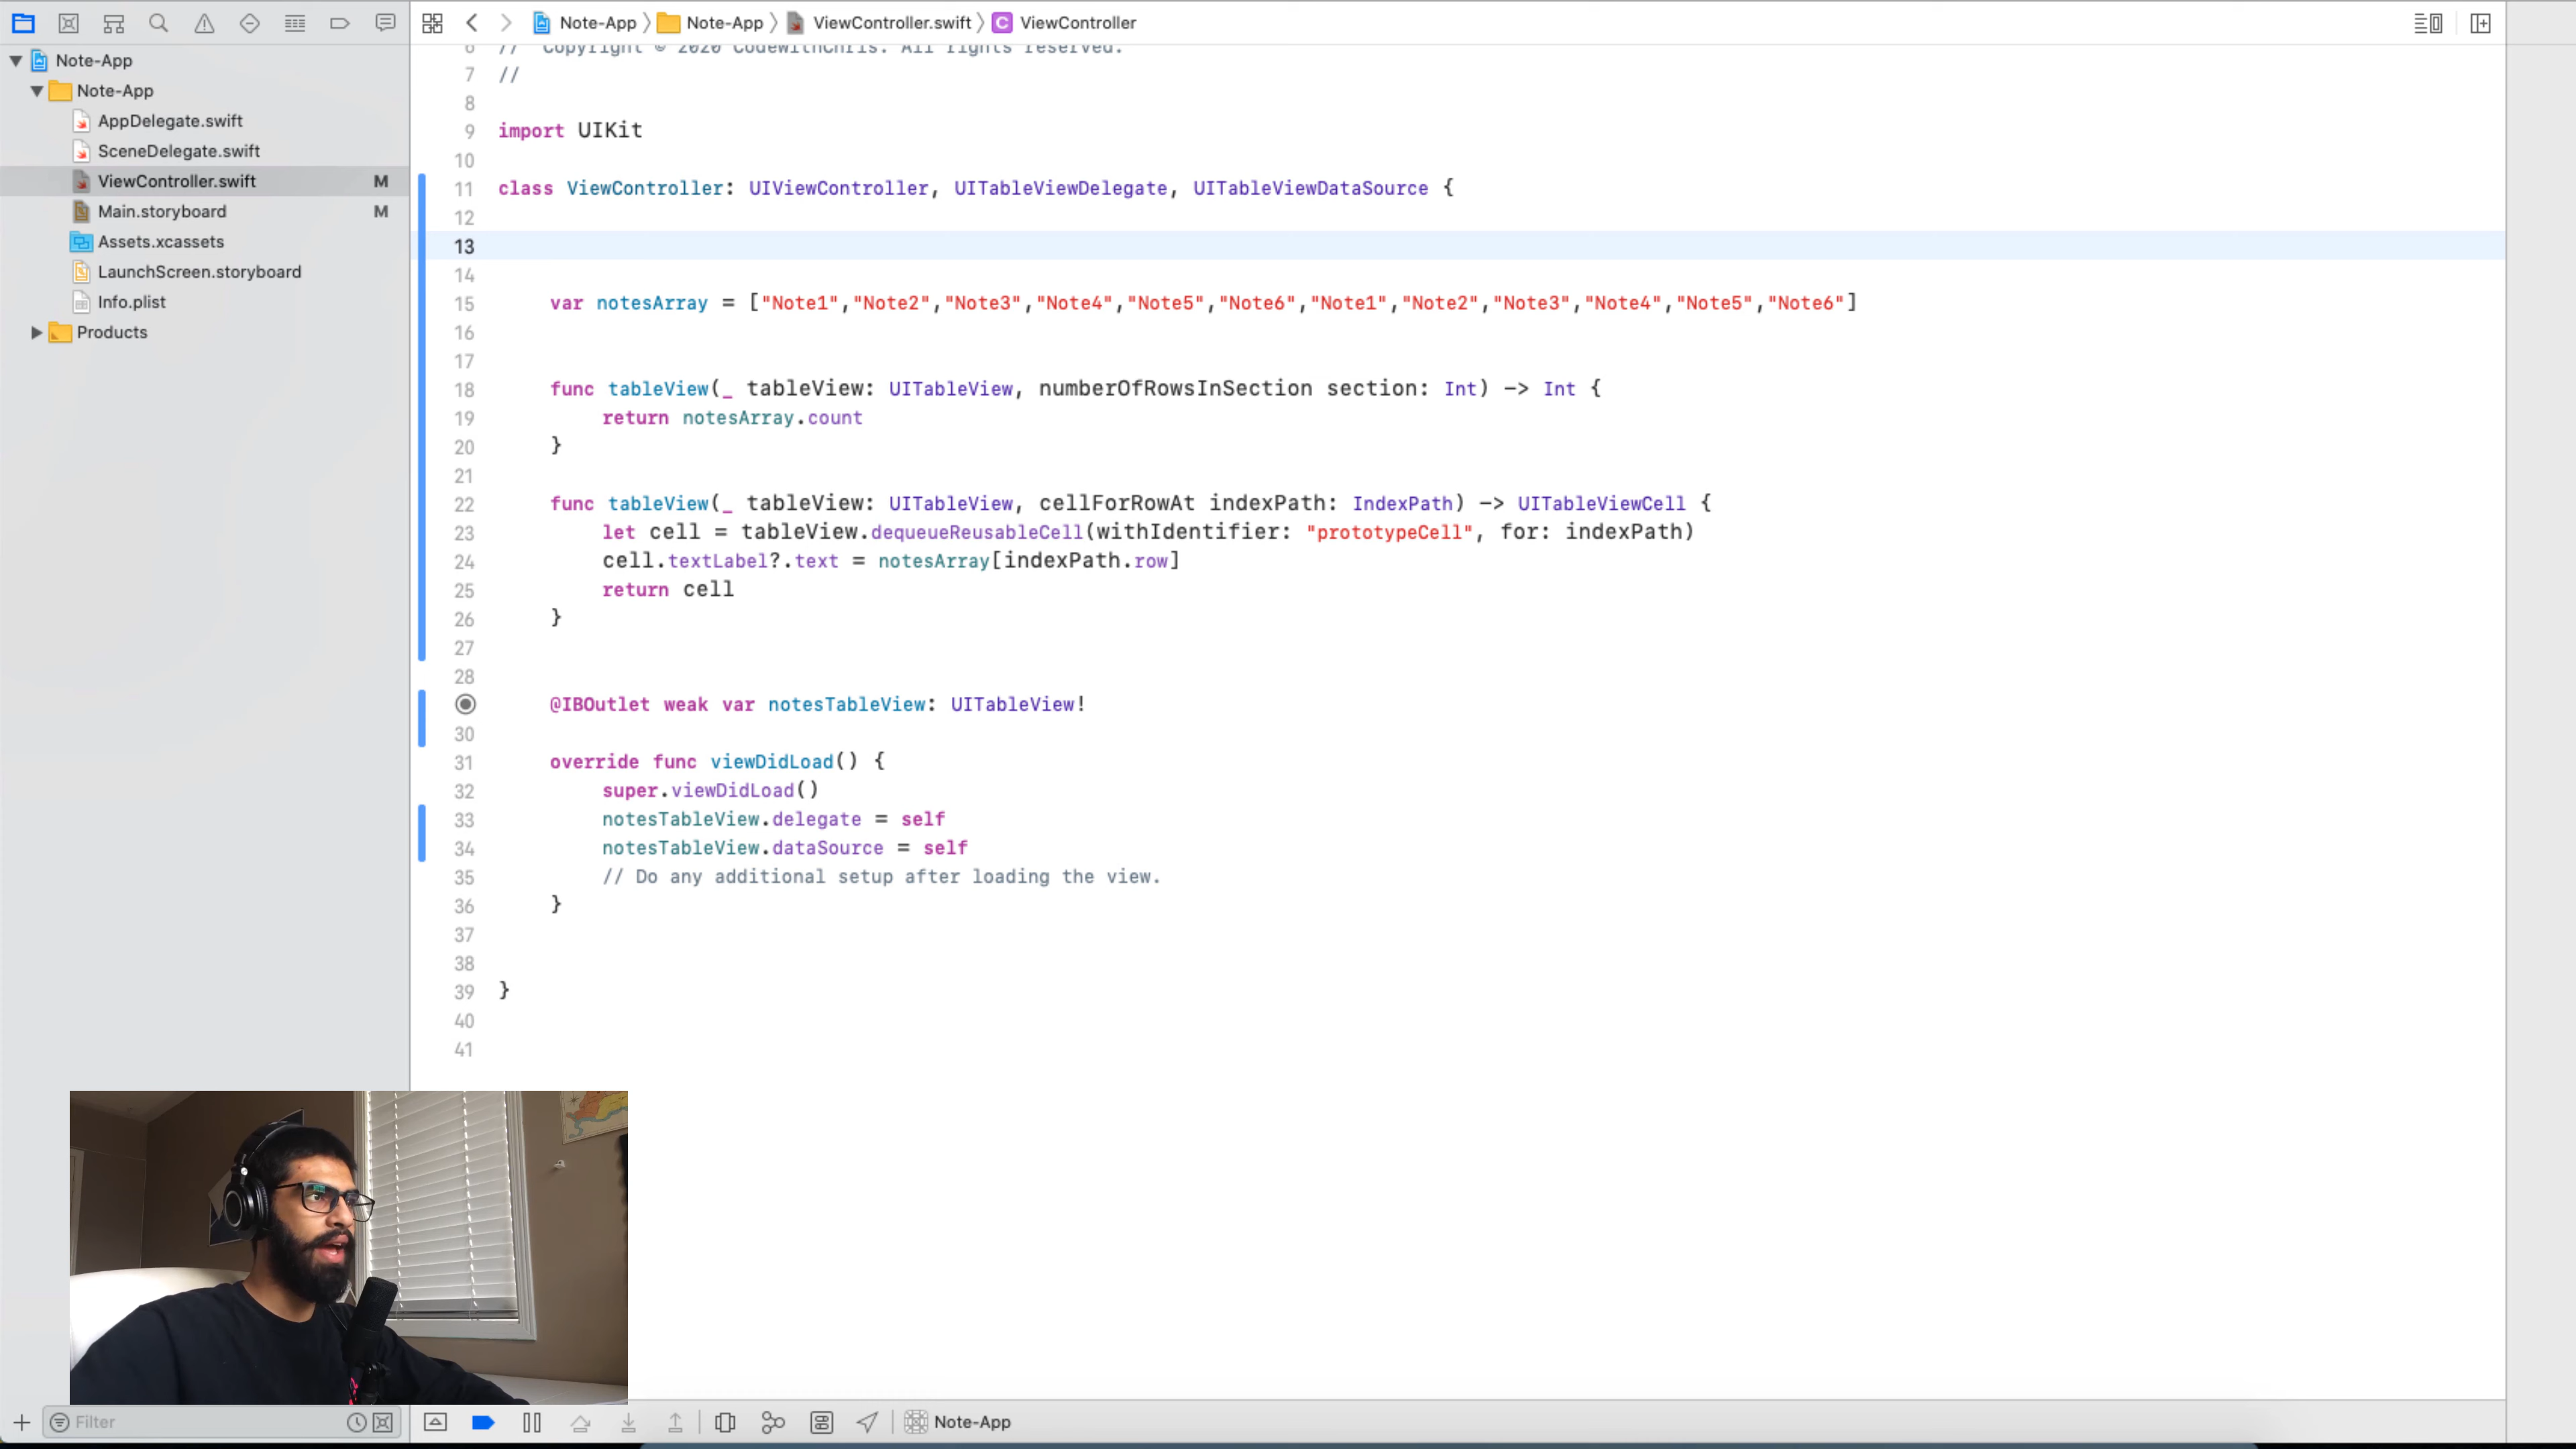 Note-App
Note-App
AppDelegate.swift
SceneDelegate.swift
ViewController.swift M
Main.storyboard M
Assets.xcassets
LaunchScreen.storyboard
Info.plist
Products
Note-App Note-App ViewController.swift C ViewController
6 // Copyright © 2020 CodeWithChris. All rights reserved.
7 //
8
9 import UIKit
10
11 class ViewController: UIViewController, UITableViewDelegate, UITableViewDataSource {
12
13
14
15 var notesArray = ["Note1","Note2","Note3","Note4","Note5","Note6","Note1","Note2","Note3","Note4","Note5","Note6"]
16
17
18 func tableView(_ tableView: UITableView, numberOfRowsInSection section: Int) -> Int {
19 return notesArray.count
20 }
21
22 func tableView(_ tableView: UITableView, cellForRowAt indexPath: IndexPath) -> UITableViewCell {
23 let cell = tableView.dequeueReusableCell(withIdentifier: "prototypeCell", for: indexPath)
24 cell.textLabel?.text = notesArray[indexPath.row]
25 return cell
26 }
27
28
@IBOutlet weak var notesTableView: UITableView!
30
31 override func viewDidLoad() {
32 super.viewDidLoad()
33 notesTableView.delegate = self
34 notesTableView.dataSource = self
35 // Do any additional setup after loading the view.
36 }
37
38
39 }
40
41
Filter
Note-App